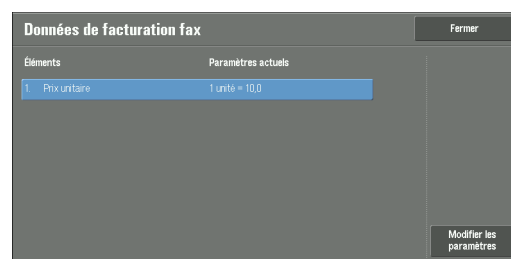 Données de facturation fax
Fermer
Éléments Paramètres actuels
1. Prix unitaire 1 unité = 10,0
Modifier les
paramètres